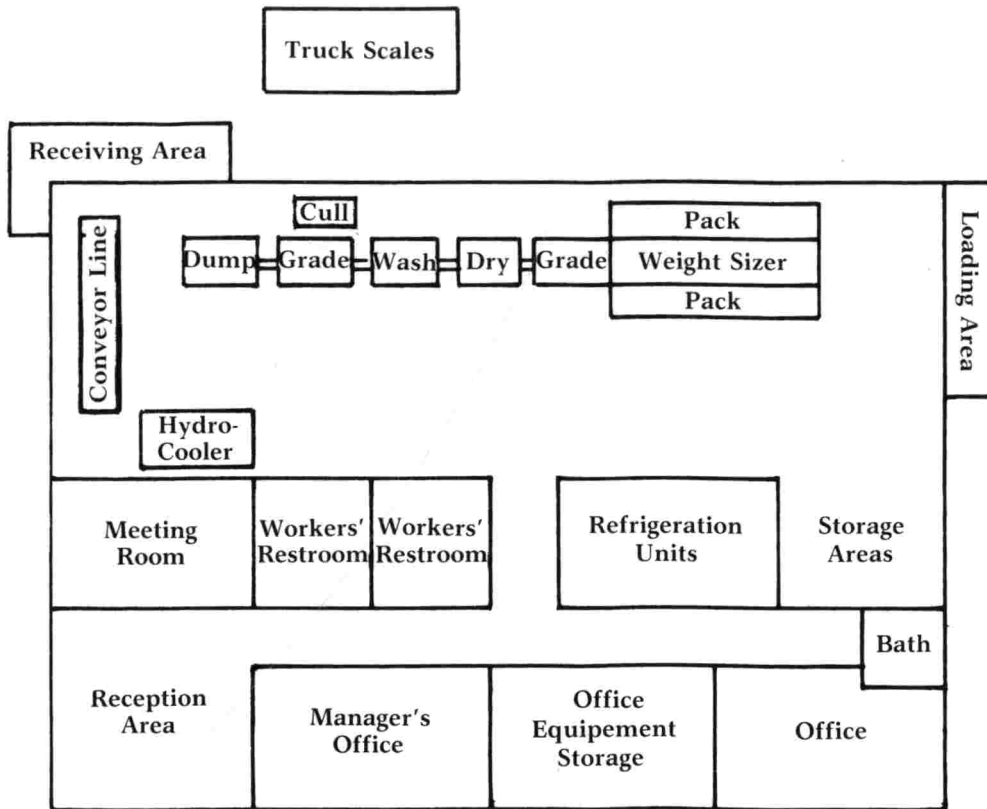 Truck Scales
Receiving Area
Conveyor Line
Cull
Dump
Grade
Wash
Dry
Grade
Pack
Weight Sizer
Pack
Loading Area
Hydro-
Cooler
Meeting
Room
Workers'
Restroom
Workers'
Restroom
Refrigeration
Units
Storage
Areas
Bath
Reception
Area
Manager's
Office
Office
Equipement
Storage
Office